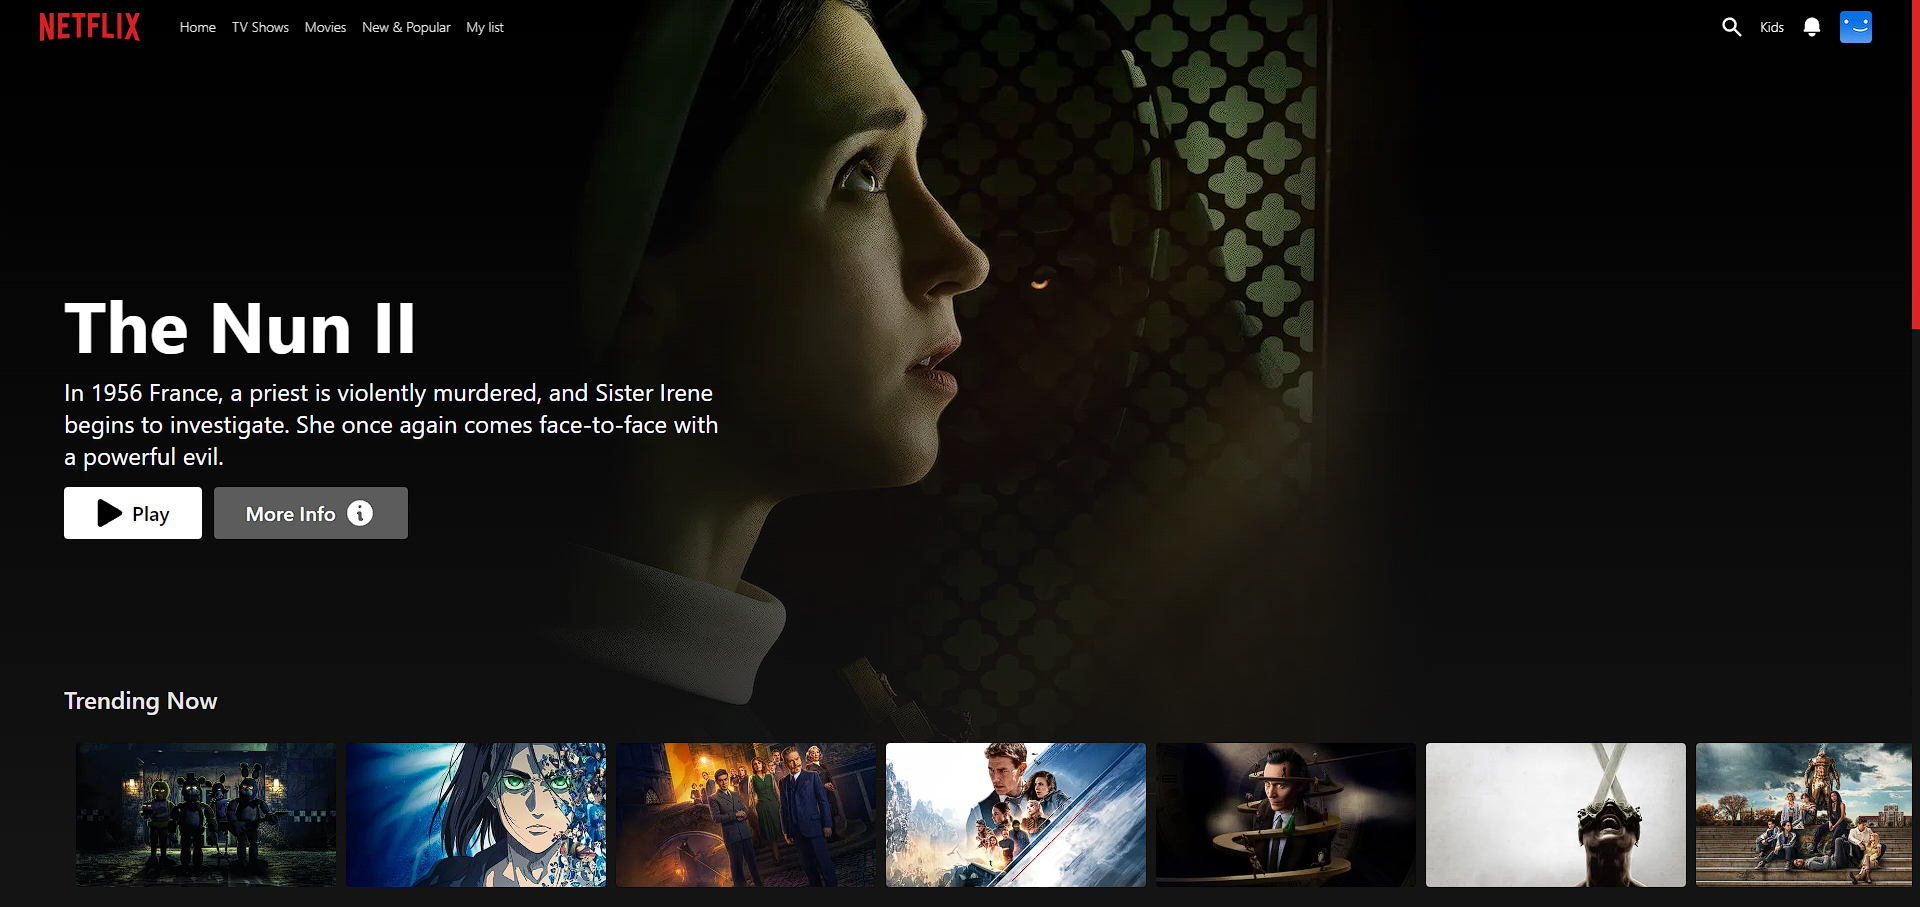 NETFLIX
Home TV Shows Movies New & Popular My list
Kids
The Nun II
In 1956 France, a priest is violently murdered, and Sister Irene
begins to investigate. She once again comes face-to-face with
a powerful evil.
Play
More Info
Trending Now